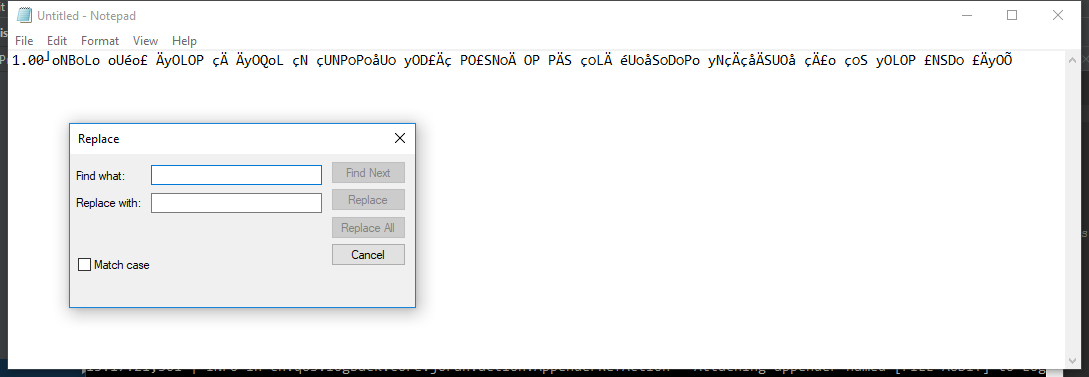 Untitled - Notepad
File Edit Format View Help
1.00┘oNBoLo oUéo£ ÄyOLOP çÄ ÄyOQoL çN çUNPoPoåUo yOD£Äç PO£SNoÄ OP PÄS çoLÄ éUoåSoDoPo yNçÄçåÄSUOå çÄ£o çoS yOLOP £NSDo £ÄyOÕ
Replace
Find what:
Find Next
Replace with:
Replace
Replace All
Cancel
Match case